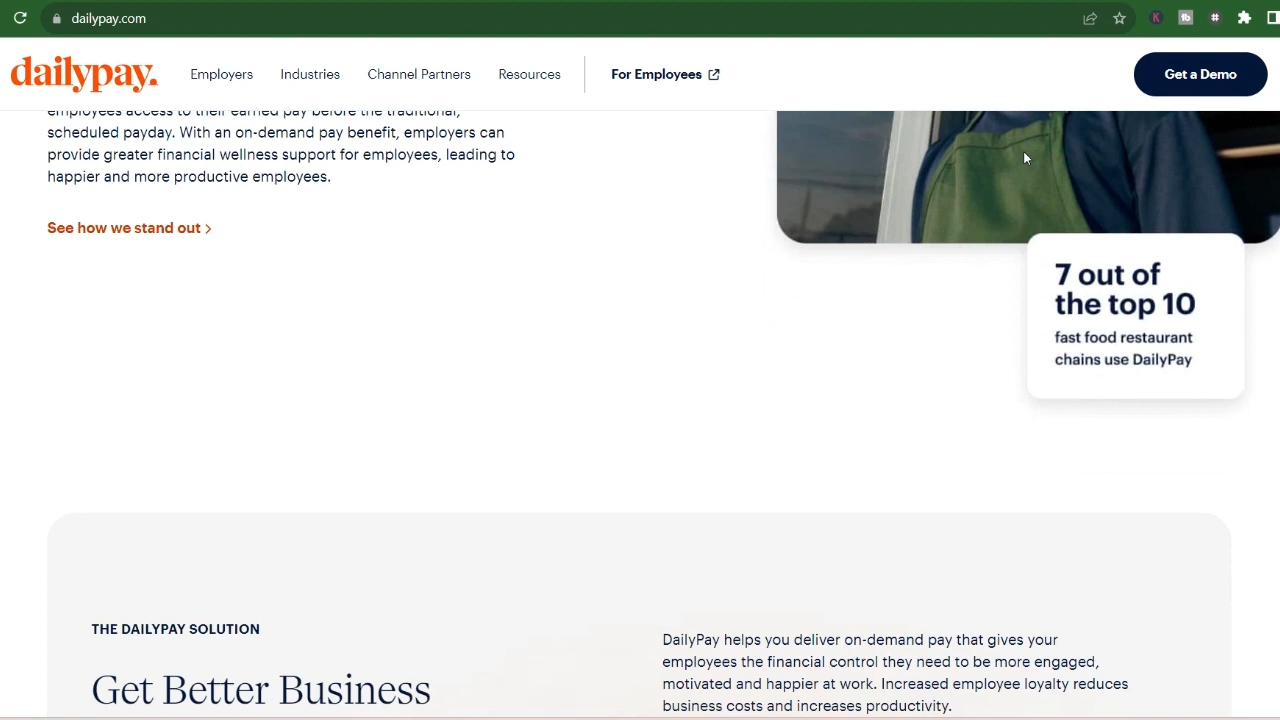 dailypay.com
dailypay.
Employers
Industries
Channel Partners
Resources
For Employees
Get a Demo
employees access to their earned pay before the traditional,
scheduled payday. With an on-demand pay benefit, employers can
provide greater financial wellness support for employees, leading to
happier and more productive employees.
See how we stand out
7 out of
the top 10
fast food restaurant
chains use DailyPay
THE DAILYPAY SOLUTION
Get Better Business
DailyPay helps you deliver on-demand pay that gives your
employees the financial control they need to be more engaged,
motivated and happier at work. Increased employee loyalty reduces
business costs and increases productivity.